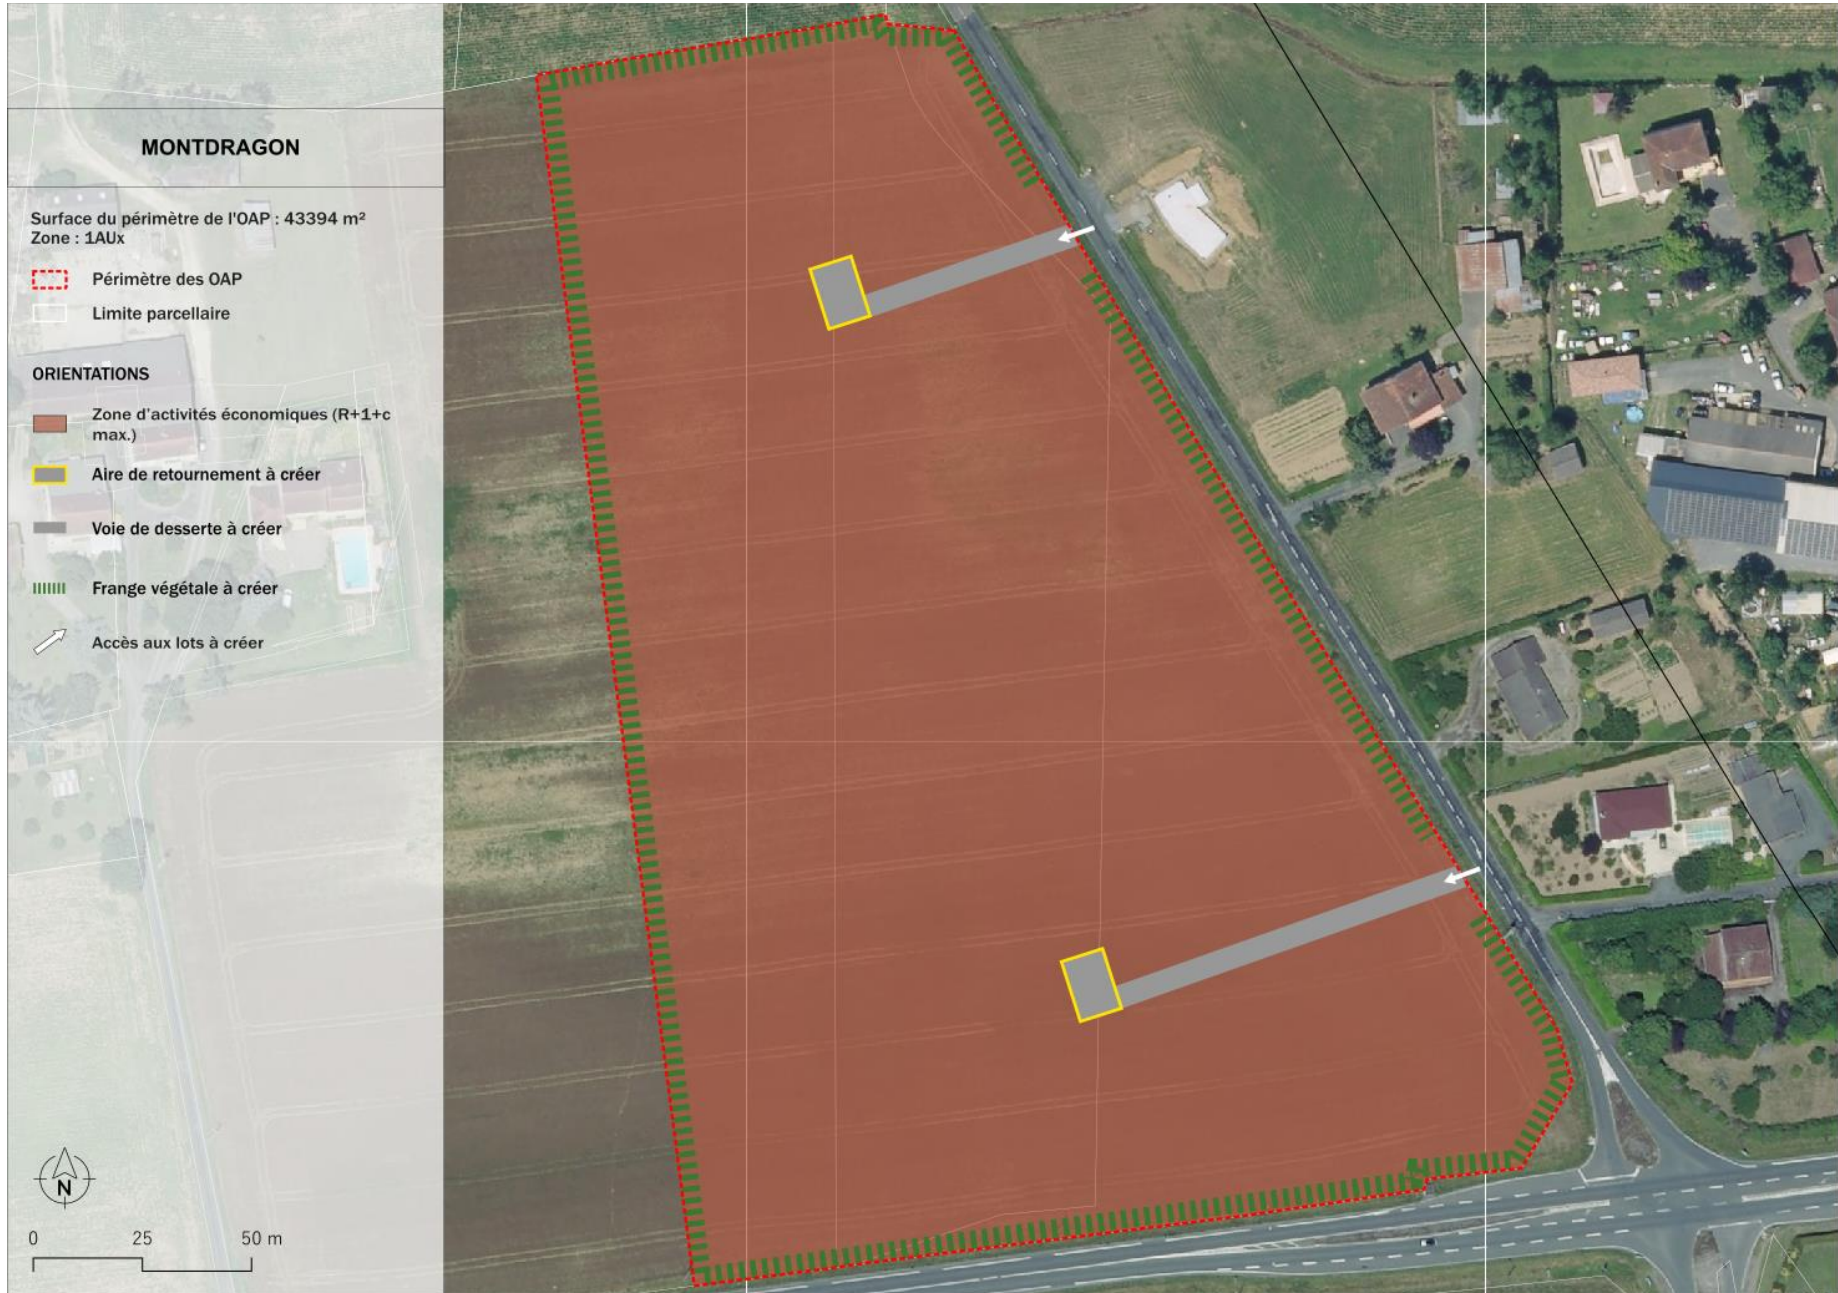 MONTDRAGON
Surface du périmètre de l'OAP : 43394 m²
Zone : 1AUx
Périmètre des OAP
Limite parcellaire
ORIENTATIONS
Zone d'activités économiques (R+1+c
max.)
Aire de retournement à créer
Voie de desserte à créer
Frange végétale à créer
Accès aux lots à créer
N
0 25 50 m